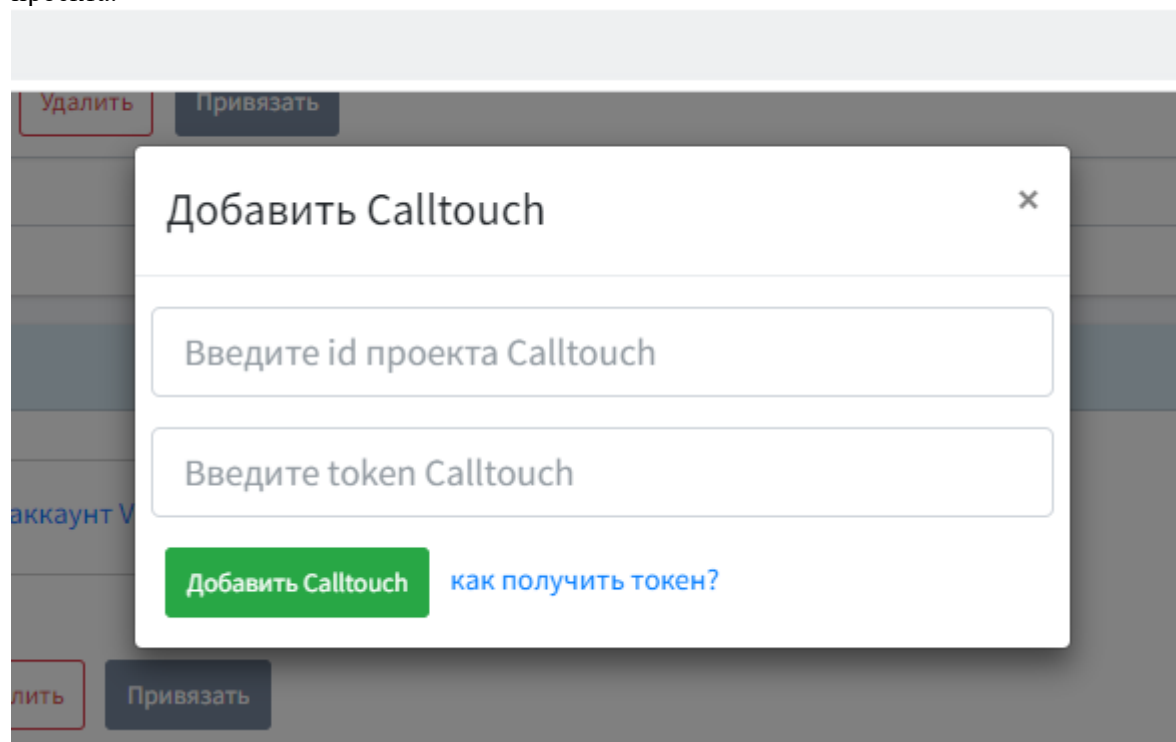 Удалить Привязать
Добавить Calltouch ×
Введите id проекта Calltouch
Введите token Calltouch
аккаунт V
Добавить Calltouch как получить токен?
лить Привязать